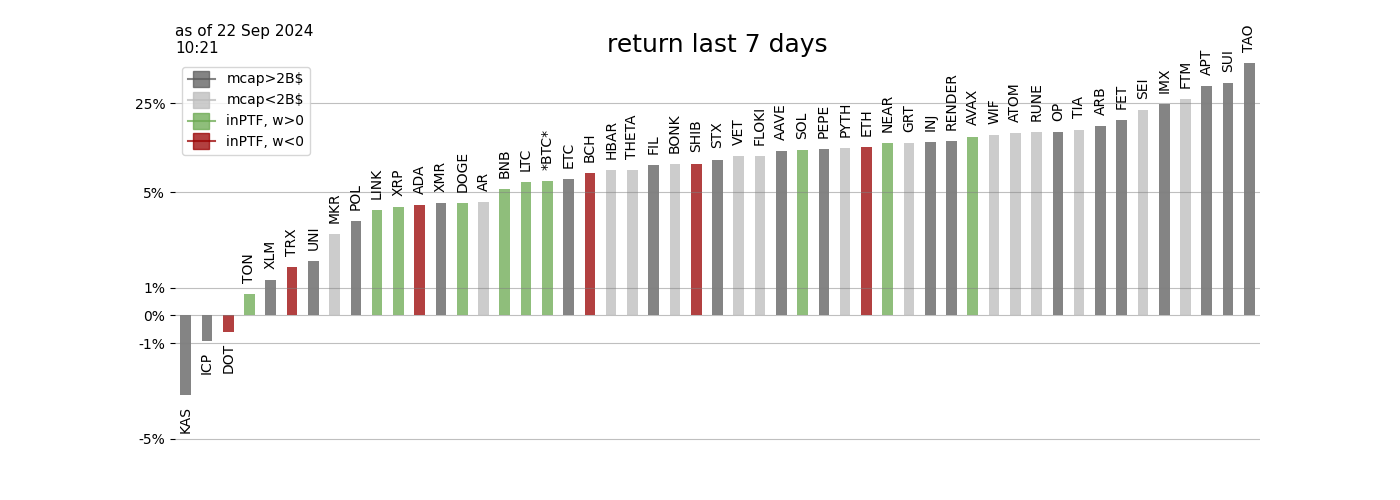 as of 22 Sep 2024
10:21
return last 7 days
mcap>2B$
mcap<2B$
inPTF, w>0
inPTF, w<0
25%
5%
1%
0%
-1%
-5%
KAS
ICP
DOT
TON
XLM
TRX
UNI
MKR
POL
LINK
XRP
ADA
XMR
DOGE
AR
BNB
LTC
*BTC*
ETC
BCH
HBAR
THETA
FIL
BONK
SHIB
STX
VET
FLOKI
AAVE
SOL
PEPE
PYTH
ETH
NEAR
GRT
INJ
RENDER
AVAX
WIF
ATOM
RUNE
OP
TIA
ARB
FET
SEI
IMX
FTM
APT
SUI
TAO